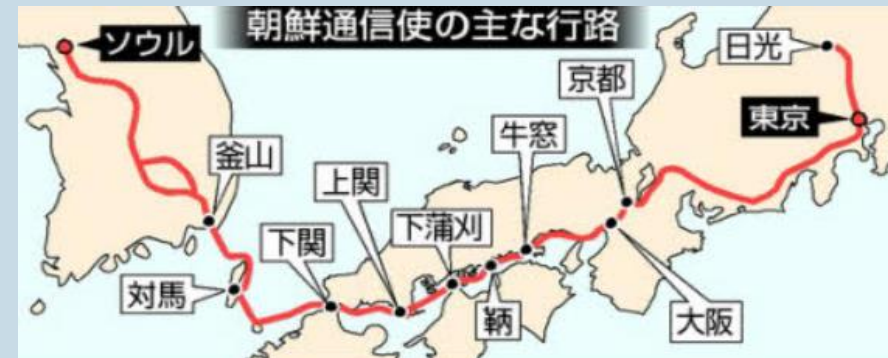 朝鮮通信使の主な行路
ソウル
日光
京都
東京
牛窓
釜山
上関
下蒲刈
下関
対馬
鞆
大阪